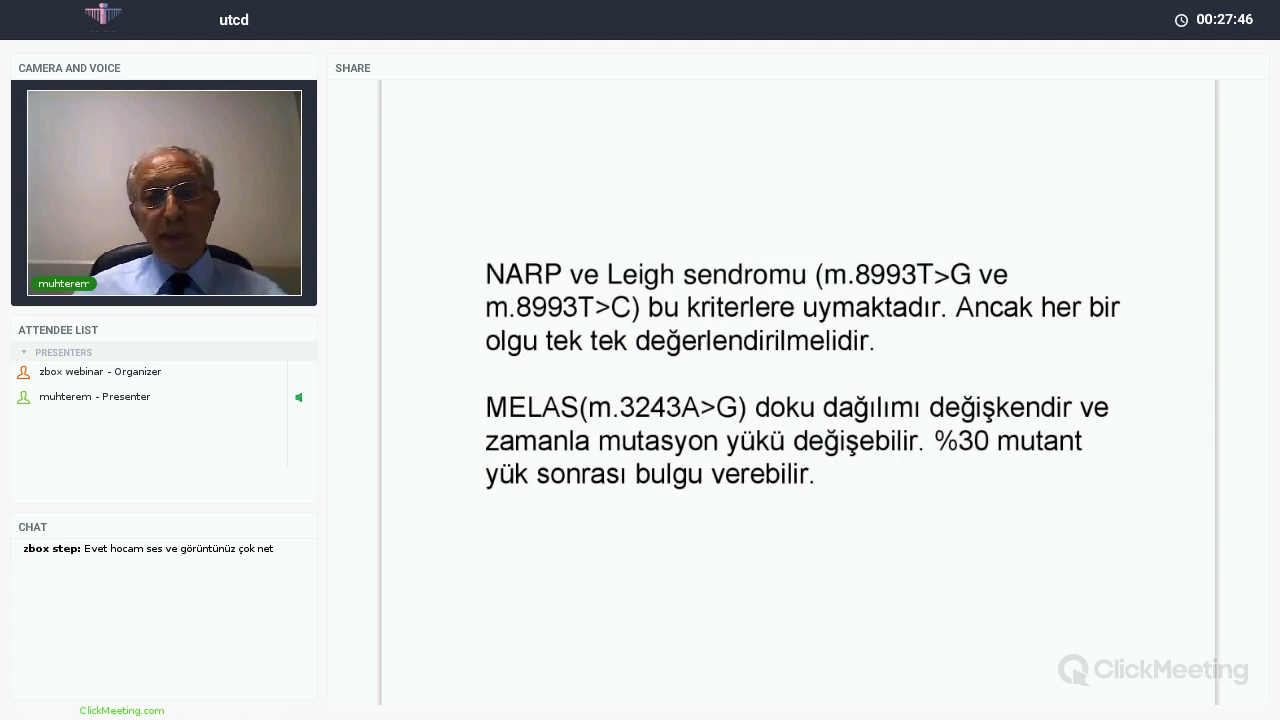 utcd
00:27:46
CAMERA AND VOICE
muhterem
ATTENDEE LIST
PRESENTERS
zbox webinar - Organizer
muhterem - Presenter
CHAT
zbox step: Evet hocam ses ve görüntünüz çok net
ClickMeeting.com
SHARE
NARP ve Leigh sendromu (m.8993T>G ve
m.8993T>C) bu kriterlere uymaktadır. Ancak her bir
olgu tek tek değerlendirilmelidir.
MELAS(m.3243A>G) doku dağılımı değişkendir ve
zamanla mutasyon yükü değişebilir. %30 mutant
yük sonrası bulgu verebilir.
ClickMeeting